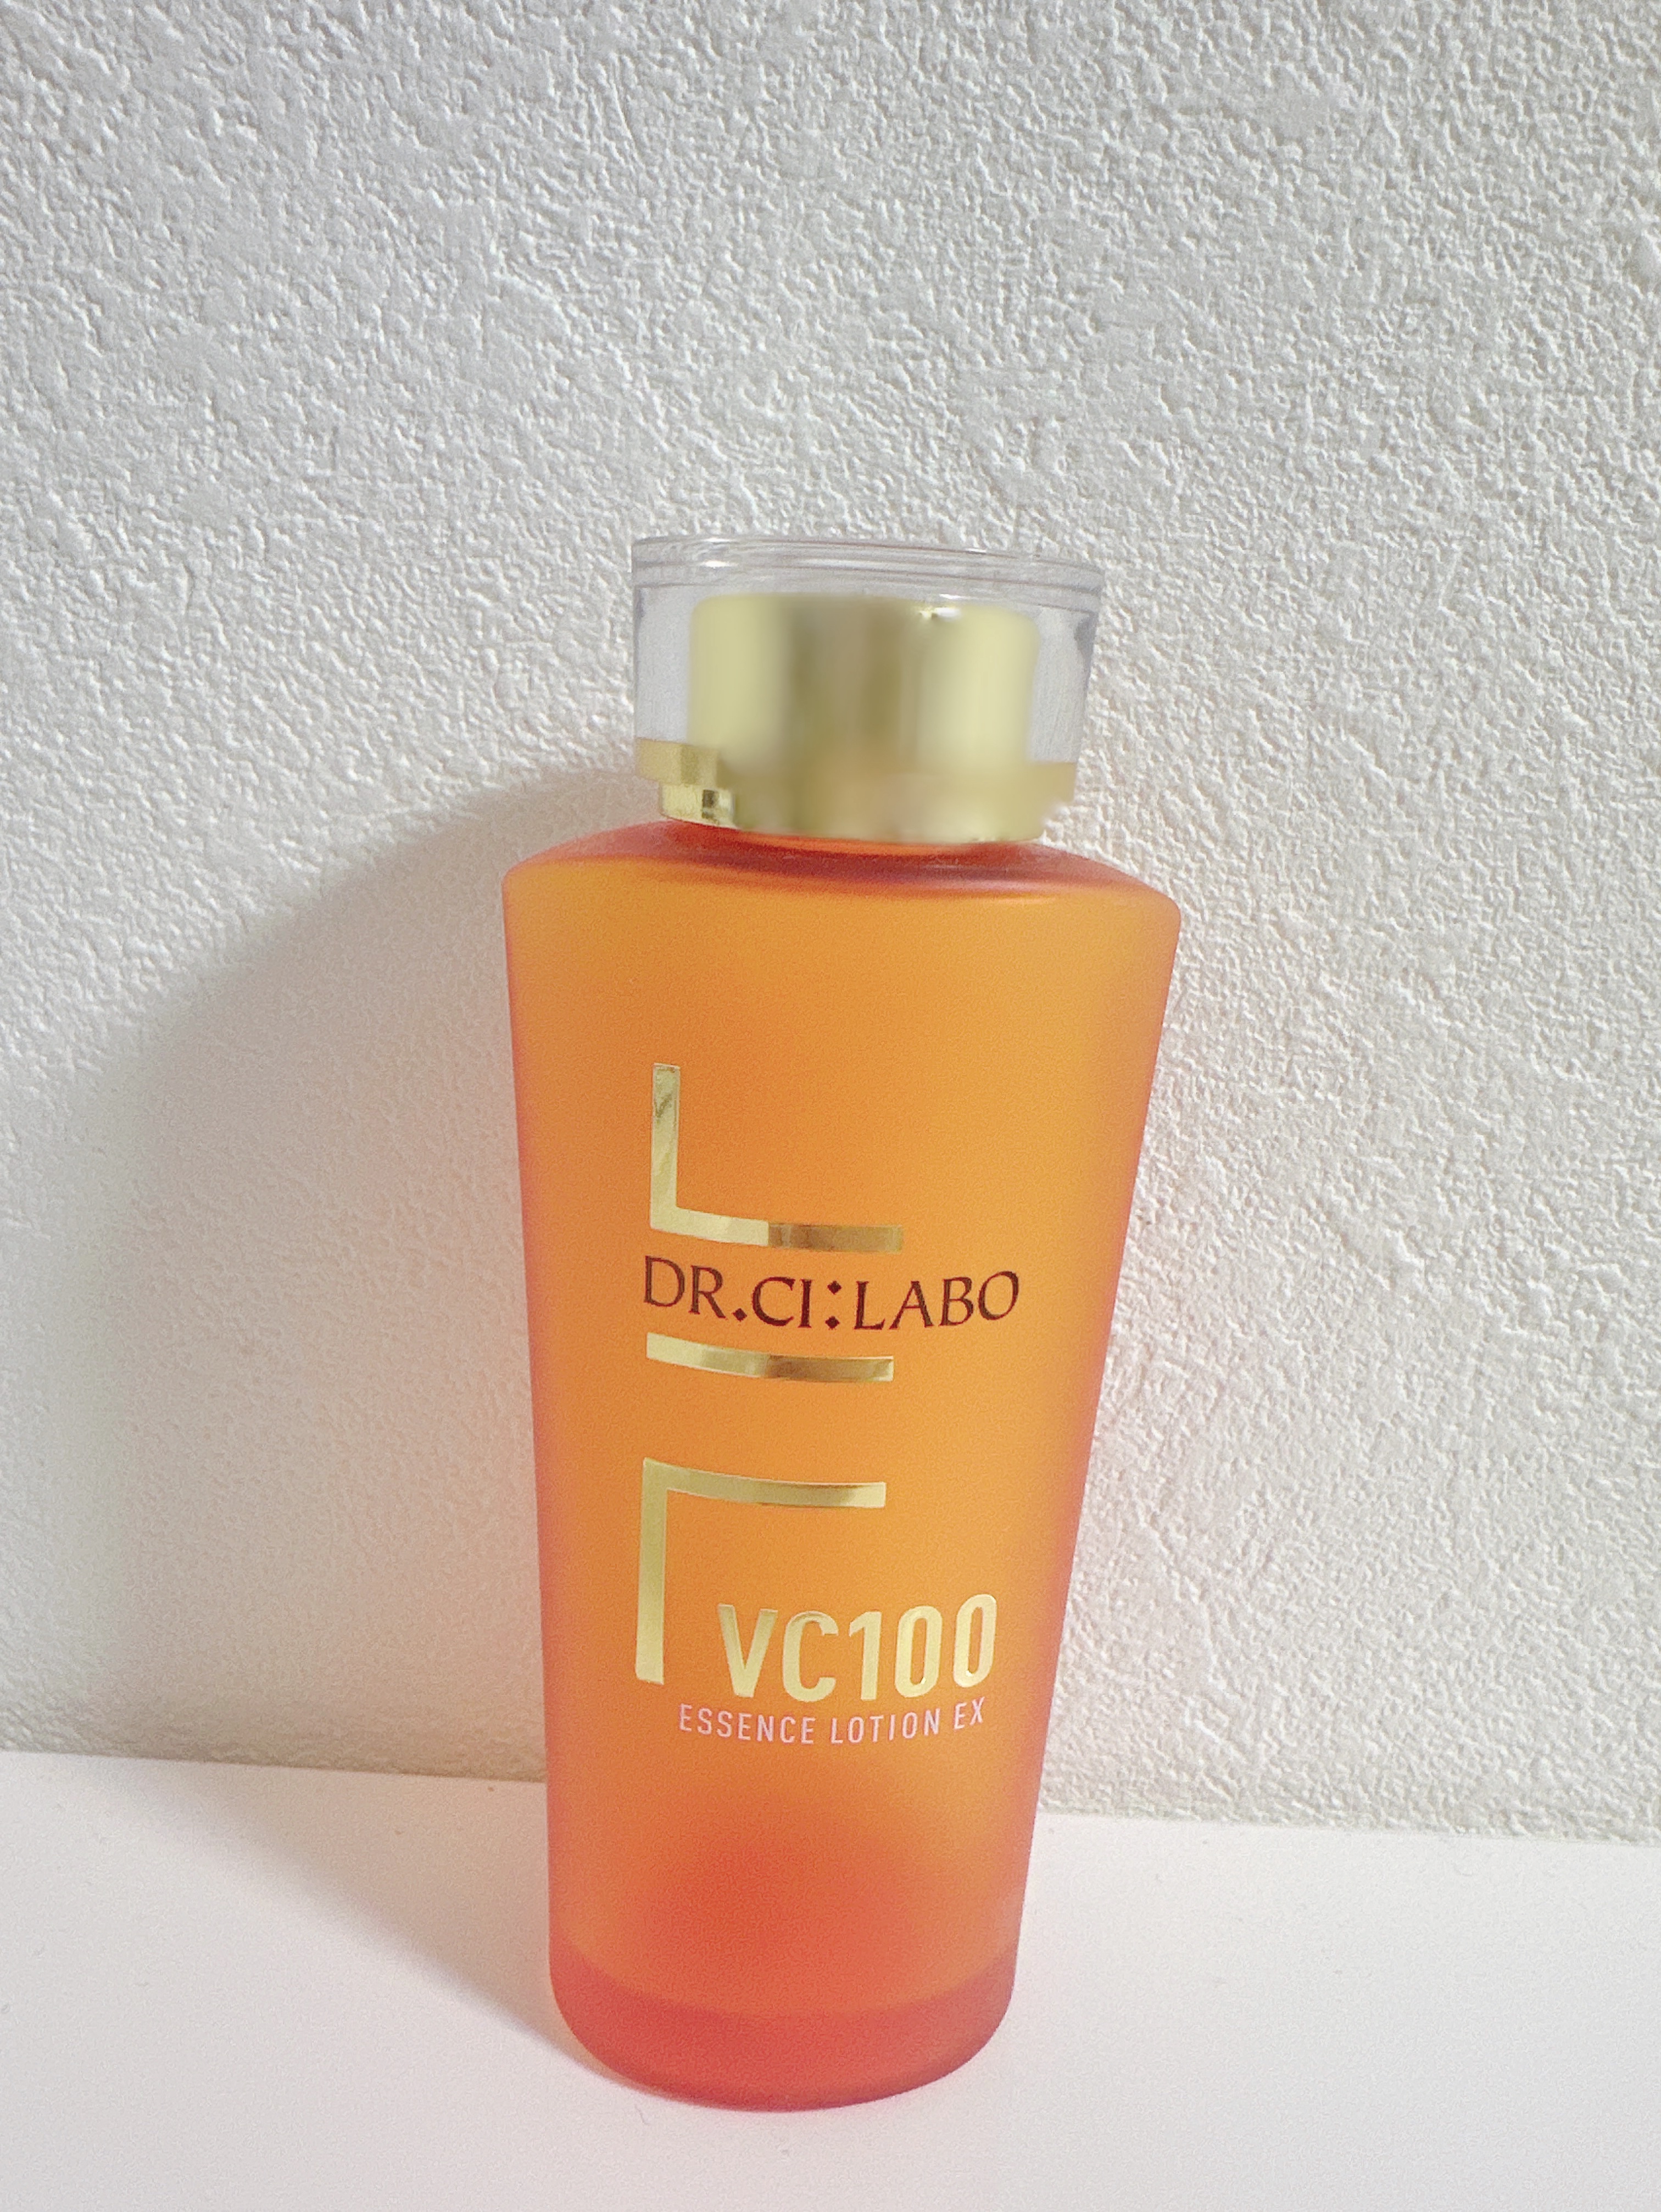 DR.CI:LABO
VC100
ESSENCE LOTION EX